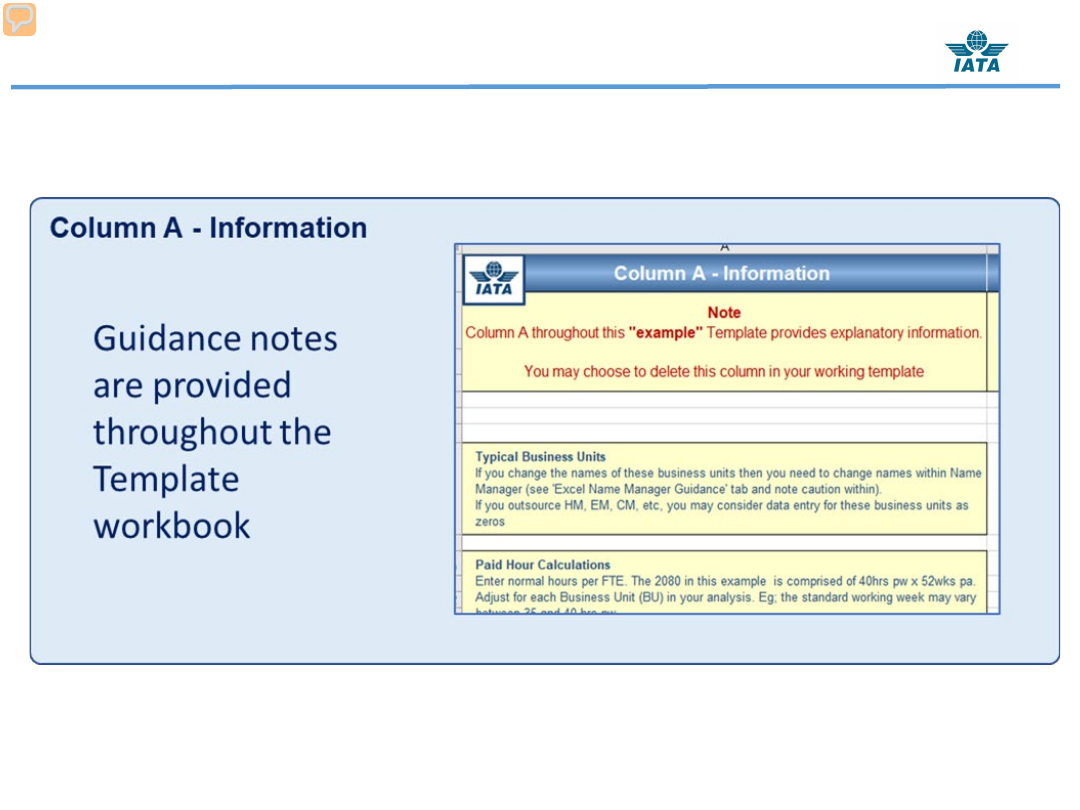 IATA
Column A - Information
Guidance notes
are provided
throughout the
Template
workbook
A
IATA
Column A - Information
Note
Column A throughout this "example" Template provides explanatory information.
You may choose to delete this column in your working template
Typical Business Units
If you change the names of these business units then you need to change names within Name
Manager (see 'Excel Name Manager Guidance' tab and note caution within).
If you outsource HM, EM, CM, etc, you may consider data entry for these business units as
zeros
Paid Hour Calculations
Enter normal hours per FTE. The 2080 in this example is comprised of 40hrs pw x 52wks pa.
Adjust for each Business Unit (BU) in your analysis. Eg; the standard working week may vary
between 35 and 40 hrs pw